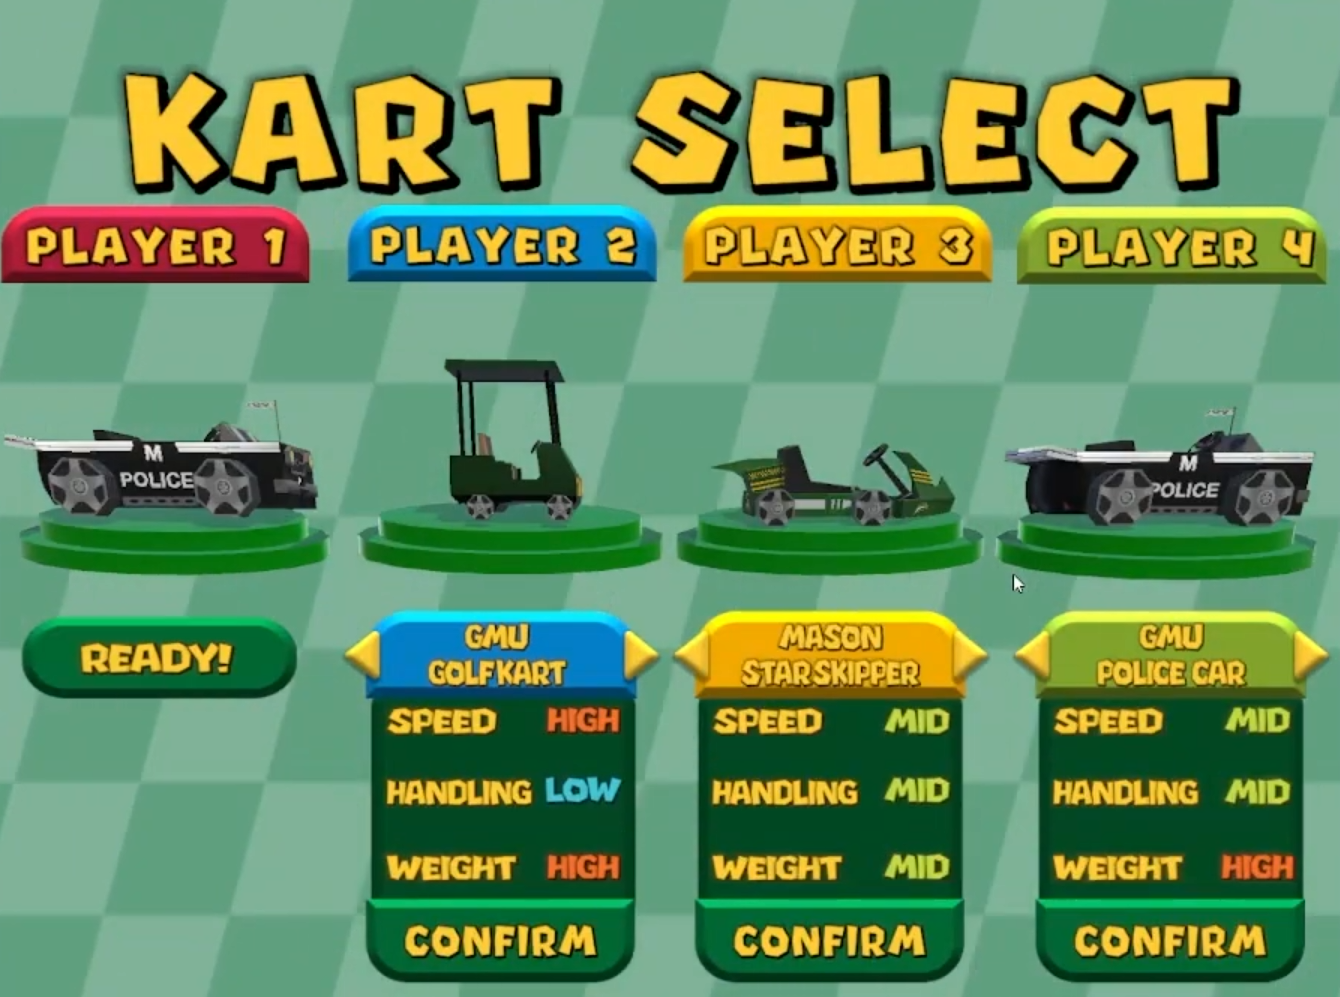 KART SELECT
PLAYER 1
PLAYER 2
PLAYER 3
PLAYER 4
M
POLICE
M
POLICE
READY!
GMU
GOLFKART
SPEED HIGH
HANDLING LOW
WEIGHT HIGH
CONFIRM
MASON
STAR SKIPPER
SPEED MID
HANDLING MID
WEIGHT MID
CONFIRM
GMU
POLICE CAR
SPEED MID
HANDLING MID
WEIGHT HIGH
CONFIRM